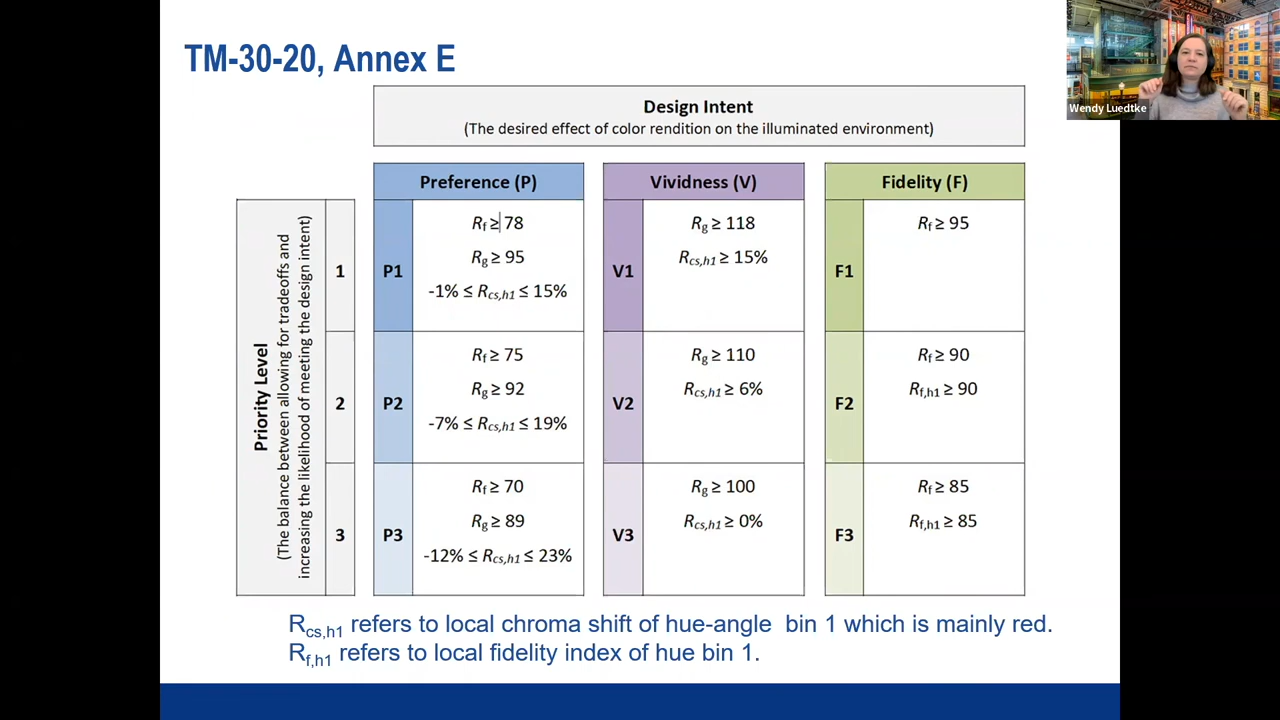 TM-30-20, Annex E
Wendy Luedtke
Design Intent
(The desired effect of color rendition on the illuminated environment)
Preference (P)
Vividness (V)
Fidelity (F)
Priority Level
(The balance between allowing for tradeoffs and
increasing the likelihood of meeting the design intent)
1
P1
Rf ≥ 78
Rg ≥ 95
-1% ≤ Rcs,h1 ≤ 15%
V1
Rg ≥ 118
Rcs,h1 ≥ 15%
F1
Rf ≥ 95
2
P2
Rf ≥ 75
Rg ≥ 92
-7% ≤ Rcs,h1 ≤ 19%
V2
Rg ≥ 110
Rcs,h1 ≥ 6%
F2
Rf ≥ 90
Rf,h1 ≥ 90
3
P3
Rf ≥ 70
Rg ≥ 89
-12% ≤ Rcs,h1 ≤ 23%
V3
Rg ≥ 100
Rcs,h1 ≥ 0%
F3
Rf ≥ 85
Rf,h1 ≥ 85
Rcs,h1 refers to local chroma shift of hue-angle bin 1 which is mainly red.
Rf,h1 refers to local fidelity index of hue bin 1.